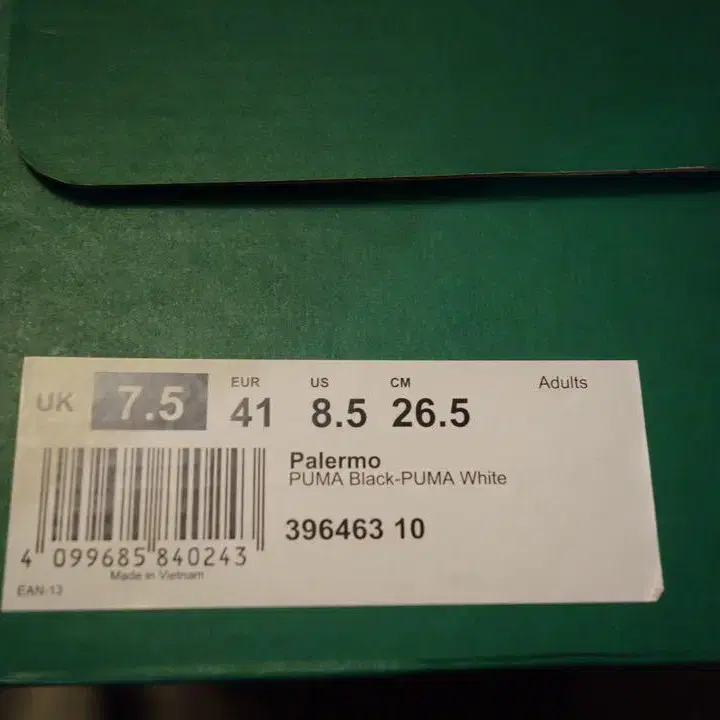 UK 7.5 EUR 41 US 8.5 CM 26.5 Adults
Palermo
PUMA Black-PUMA White
396463 10
4 099685 840243
Made in Vietnam
EAN-13